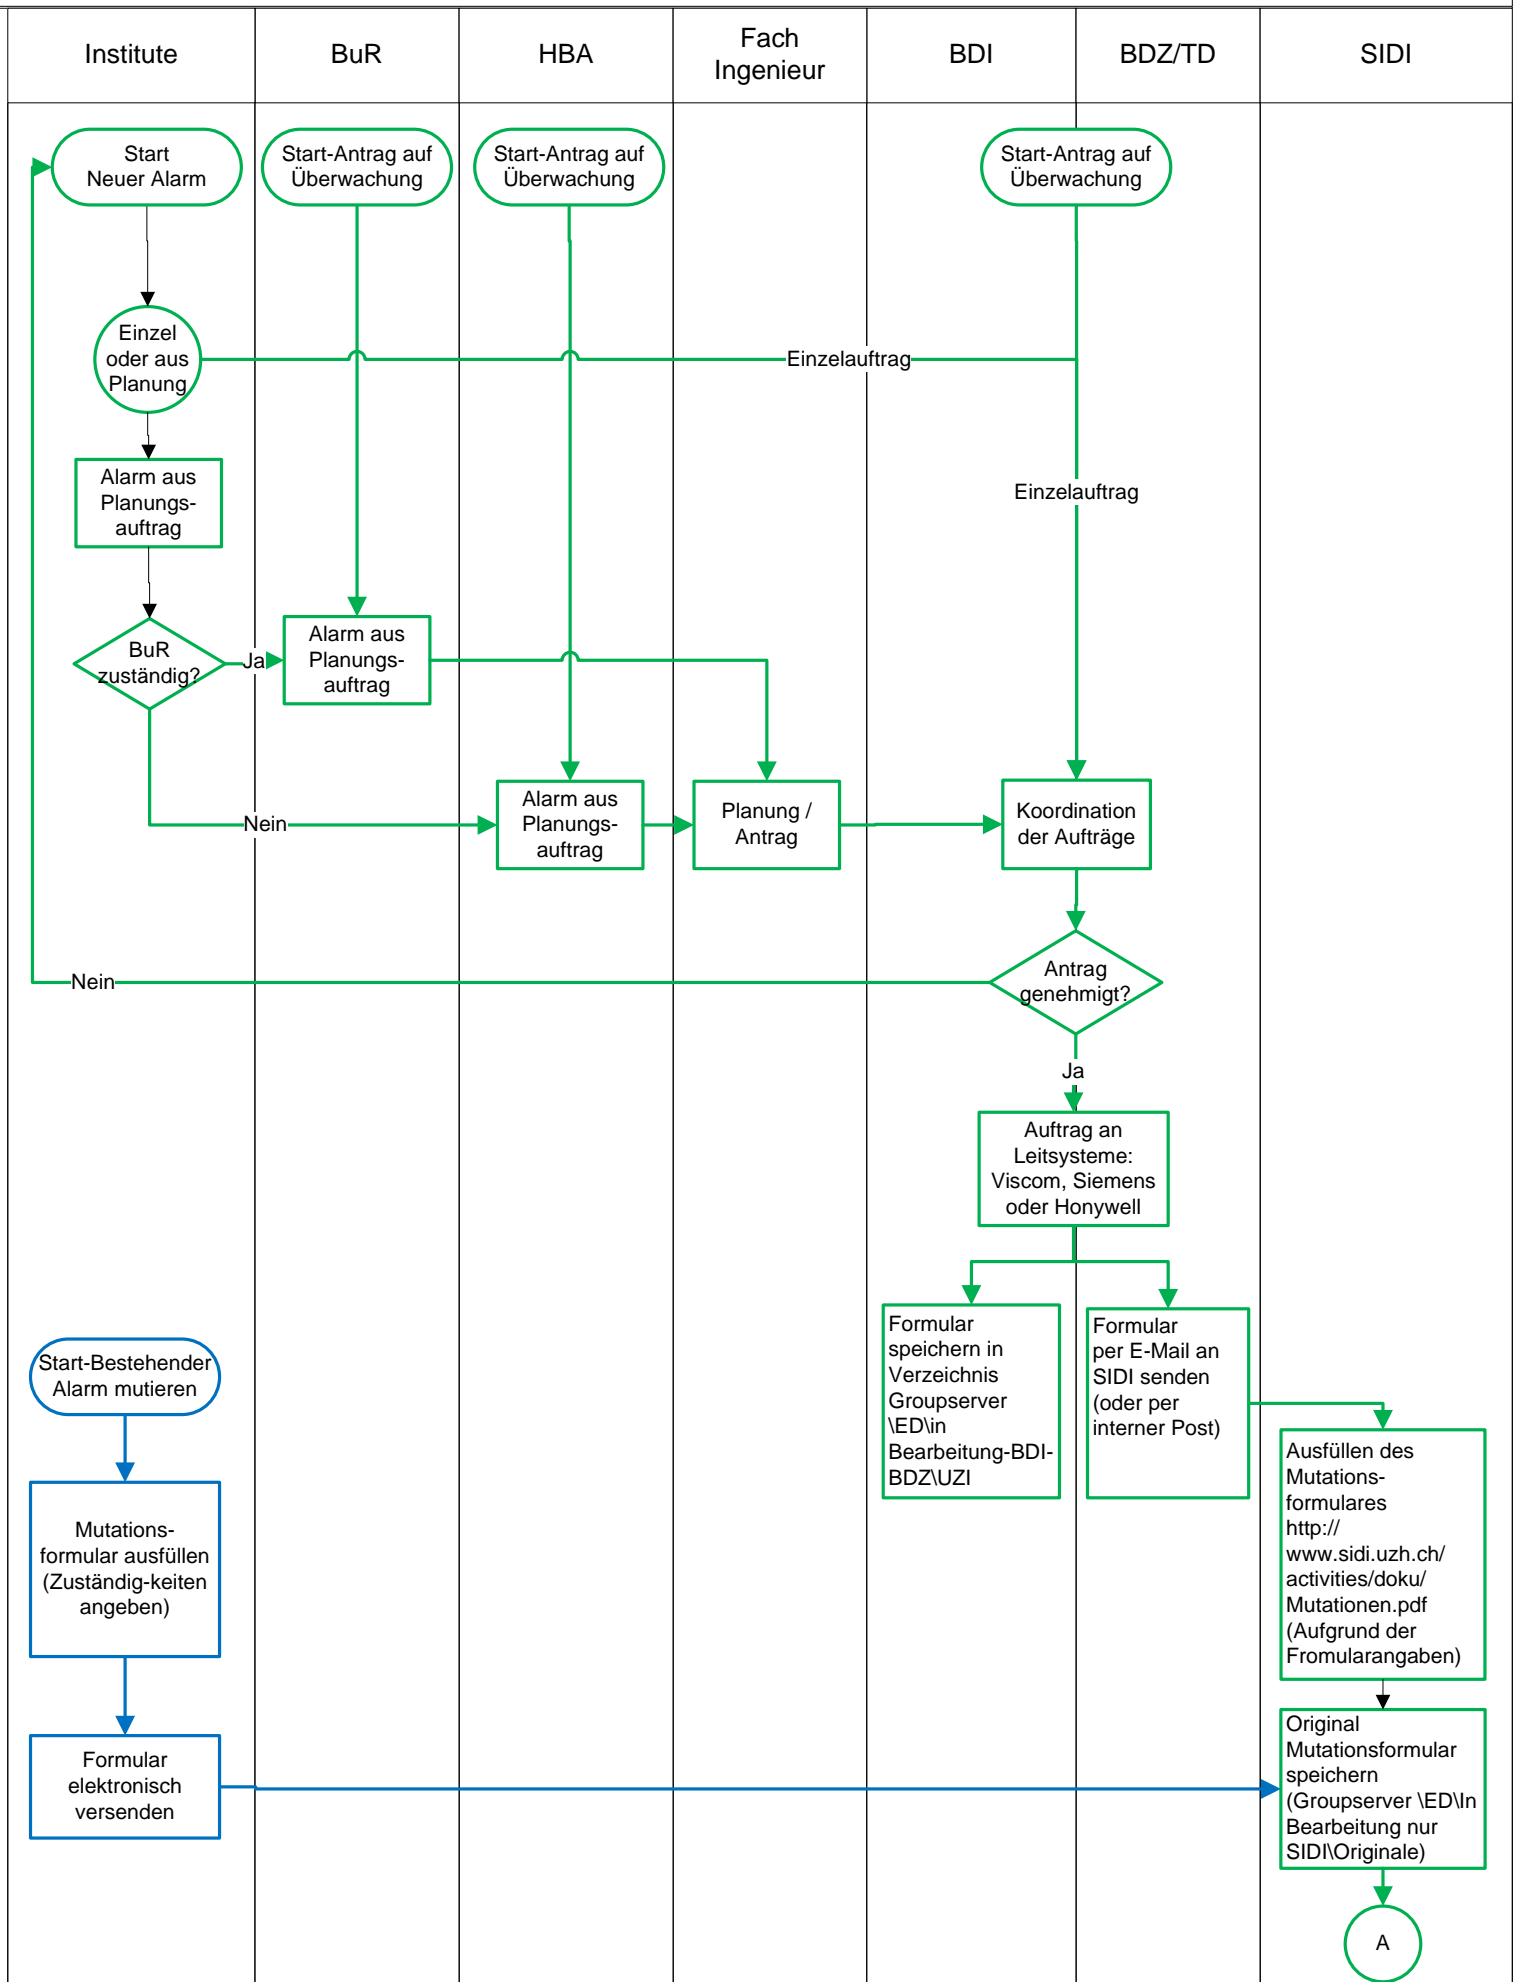 Institute
BuR
HBA
Fach
Ingenieur
BDI
BDZ/TD
SIDI
Start
Neuer Alarm
Start-Antrag auf
Überwachung
Start-Antrag auf
Überwachung
Start-Antrag auf
Überwachung
Einzel
oder aus
Planung
Einzelauftrag
Alarm aus
Planungs-
auftrag
Einzelauftrag
BuR
zuständig?
Ja
Alarm aus
Planungs-
auftrag
Nein
Alarm aus
Planungs-
auftrag
Planung /
Antrag
Koordination
der Aufträge
Nein
Antrag
genehmigt?
Ja
Auftrag an
Leitsysteme:
Viscom, Siemens
oder Honywell
Formular
speichern in
Verzeichnis
Groupserver
\ED\in
Bearbeitung-BDI-
BDZ\UZI
Formular
per E-Mail an
SIDI senden
(oder per
interner Post)
Start-Bestehender
Alarm mutieren
Mutations-
formular ausfüllen
(Zuständig-keiten
angeben)
Ausfüllen des
Mutations-
formulares
http://
www.sidi.uzh.ch/
activities/doku/
Mutationen.pdf
(Aufgrund der
Fromularangaben)
Formular
elektronisch
versenden
Original
Mutationsformular
speichern
(Groupserver \ED\In
Bearbeitung nur
SIDI\Originale)
A